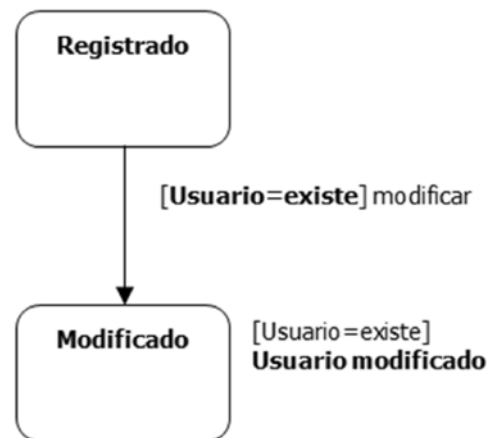 Registrado
[Usuario=existe] modificar
Modificado
[Usuario=existe]
Usuario modificado